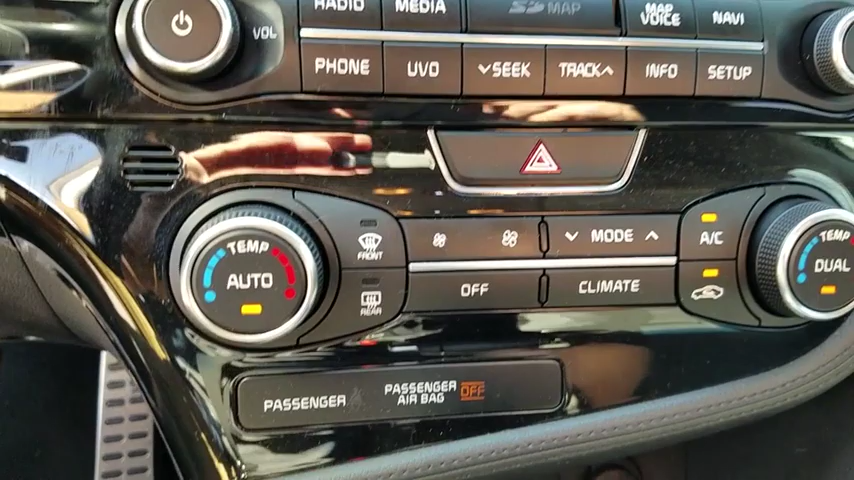 RADIO MEDIA SD MAP MAP VOICE NAVI
VOL
PHONE UVO SEEK TRACK INFO SETUP
TEMP
AUTO
FRONT
REAR
MODE
OFF CLIMATE
A/C
TEMP
DUAL
PASSENGER
PASSENGER
AIR BAG OFF